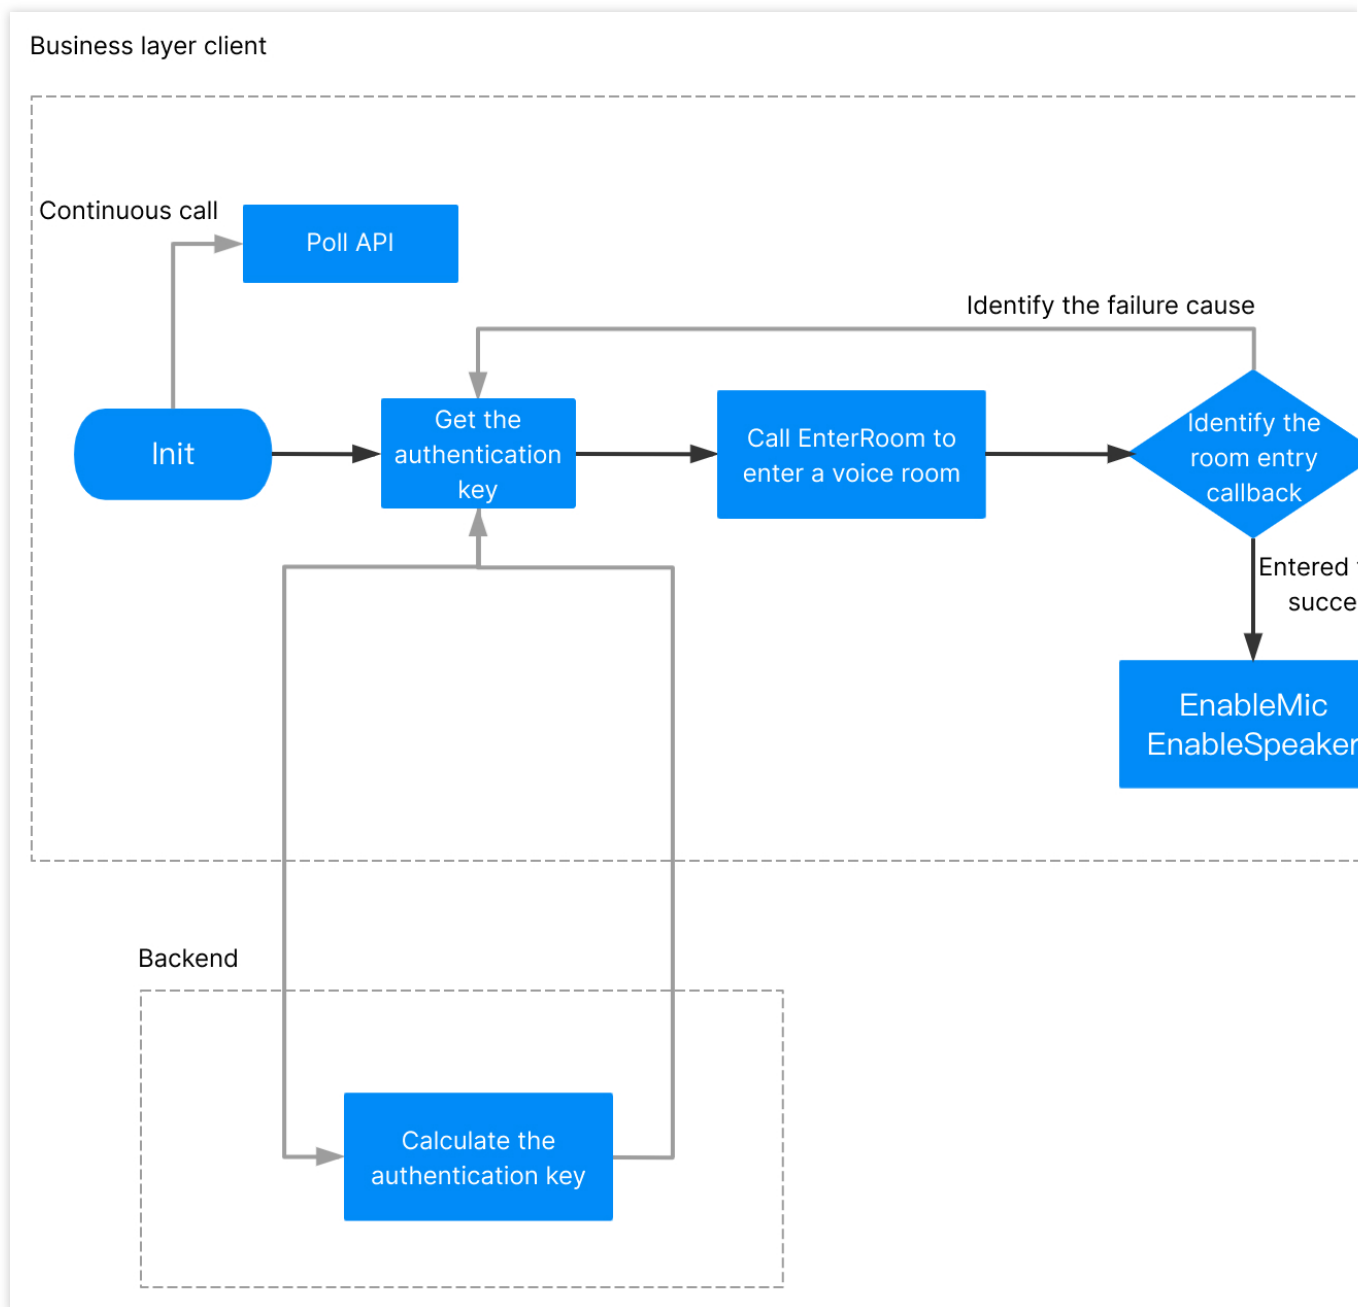 Business layer client
Continuous call
Poll API
Identify the failure cause
Init
Get the
authentication
key
Call EnterRoom to
enter a voice room
Identify the
room entry
callback
Entered
EnableMic
EnableSpeaker
Backend
Calculate the
authentication key